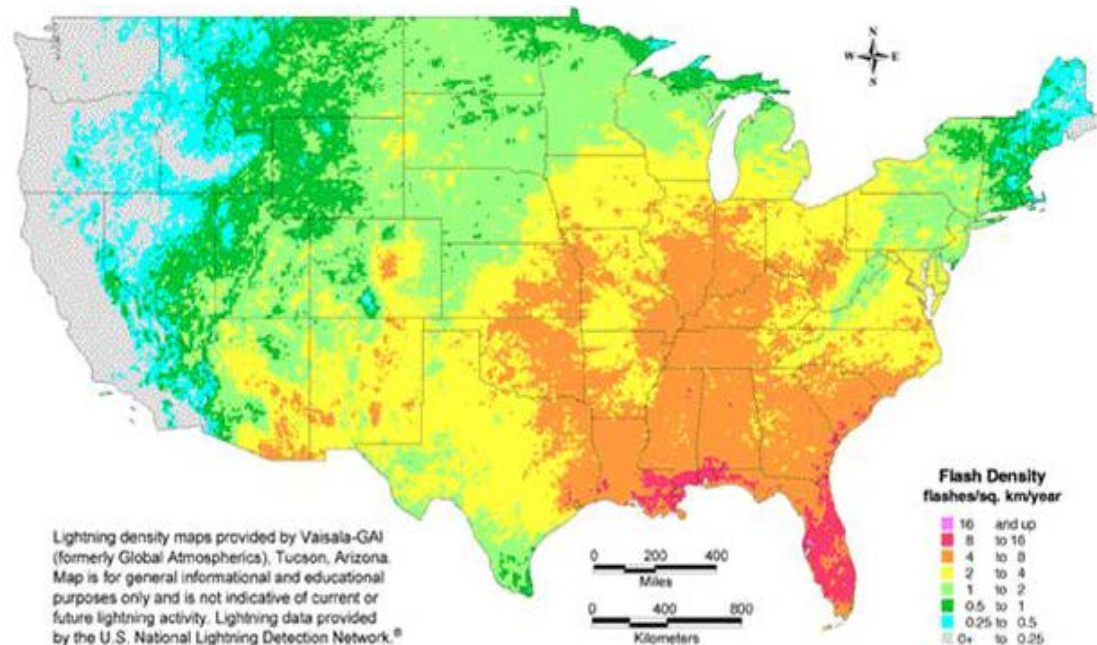 N
W E
S
Flash Density
flashes/sq. km/year
16 and up
8 to 16
4 to 8
2 to 4
1 to 2
0.5 to 1
0.25 to 0.5
0+ to 0.25
0 200 400
Miles
0 400 800
Kilometers
Lightning density maps provided by Vaisala-GAI
(formerly Global Atmospherics), Tucson, Arizona.
Map is for general informational and educational
purposes only and is not indicative of current or
future lightning activity. Lightning data provided
by the U.S. National Lightning Detection Network.®